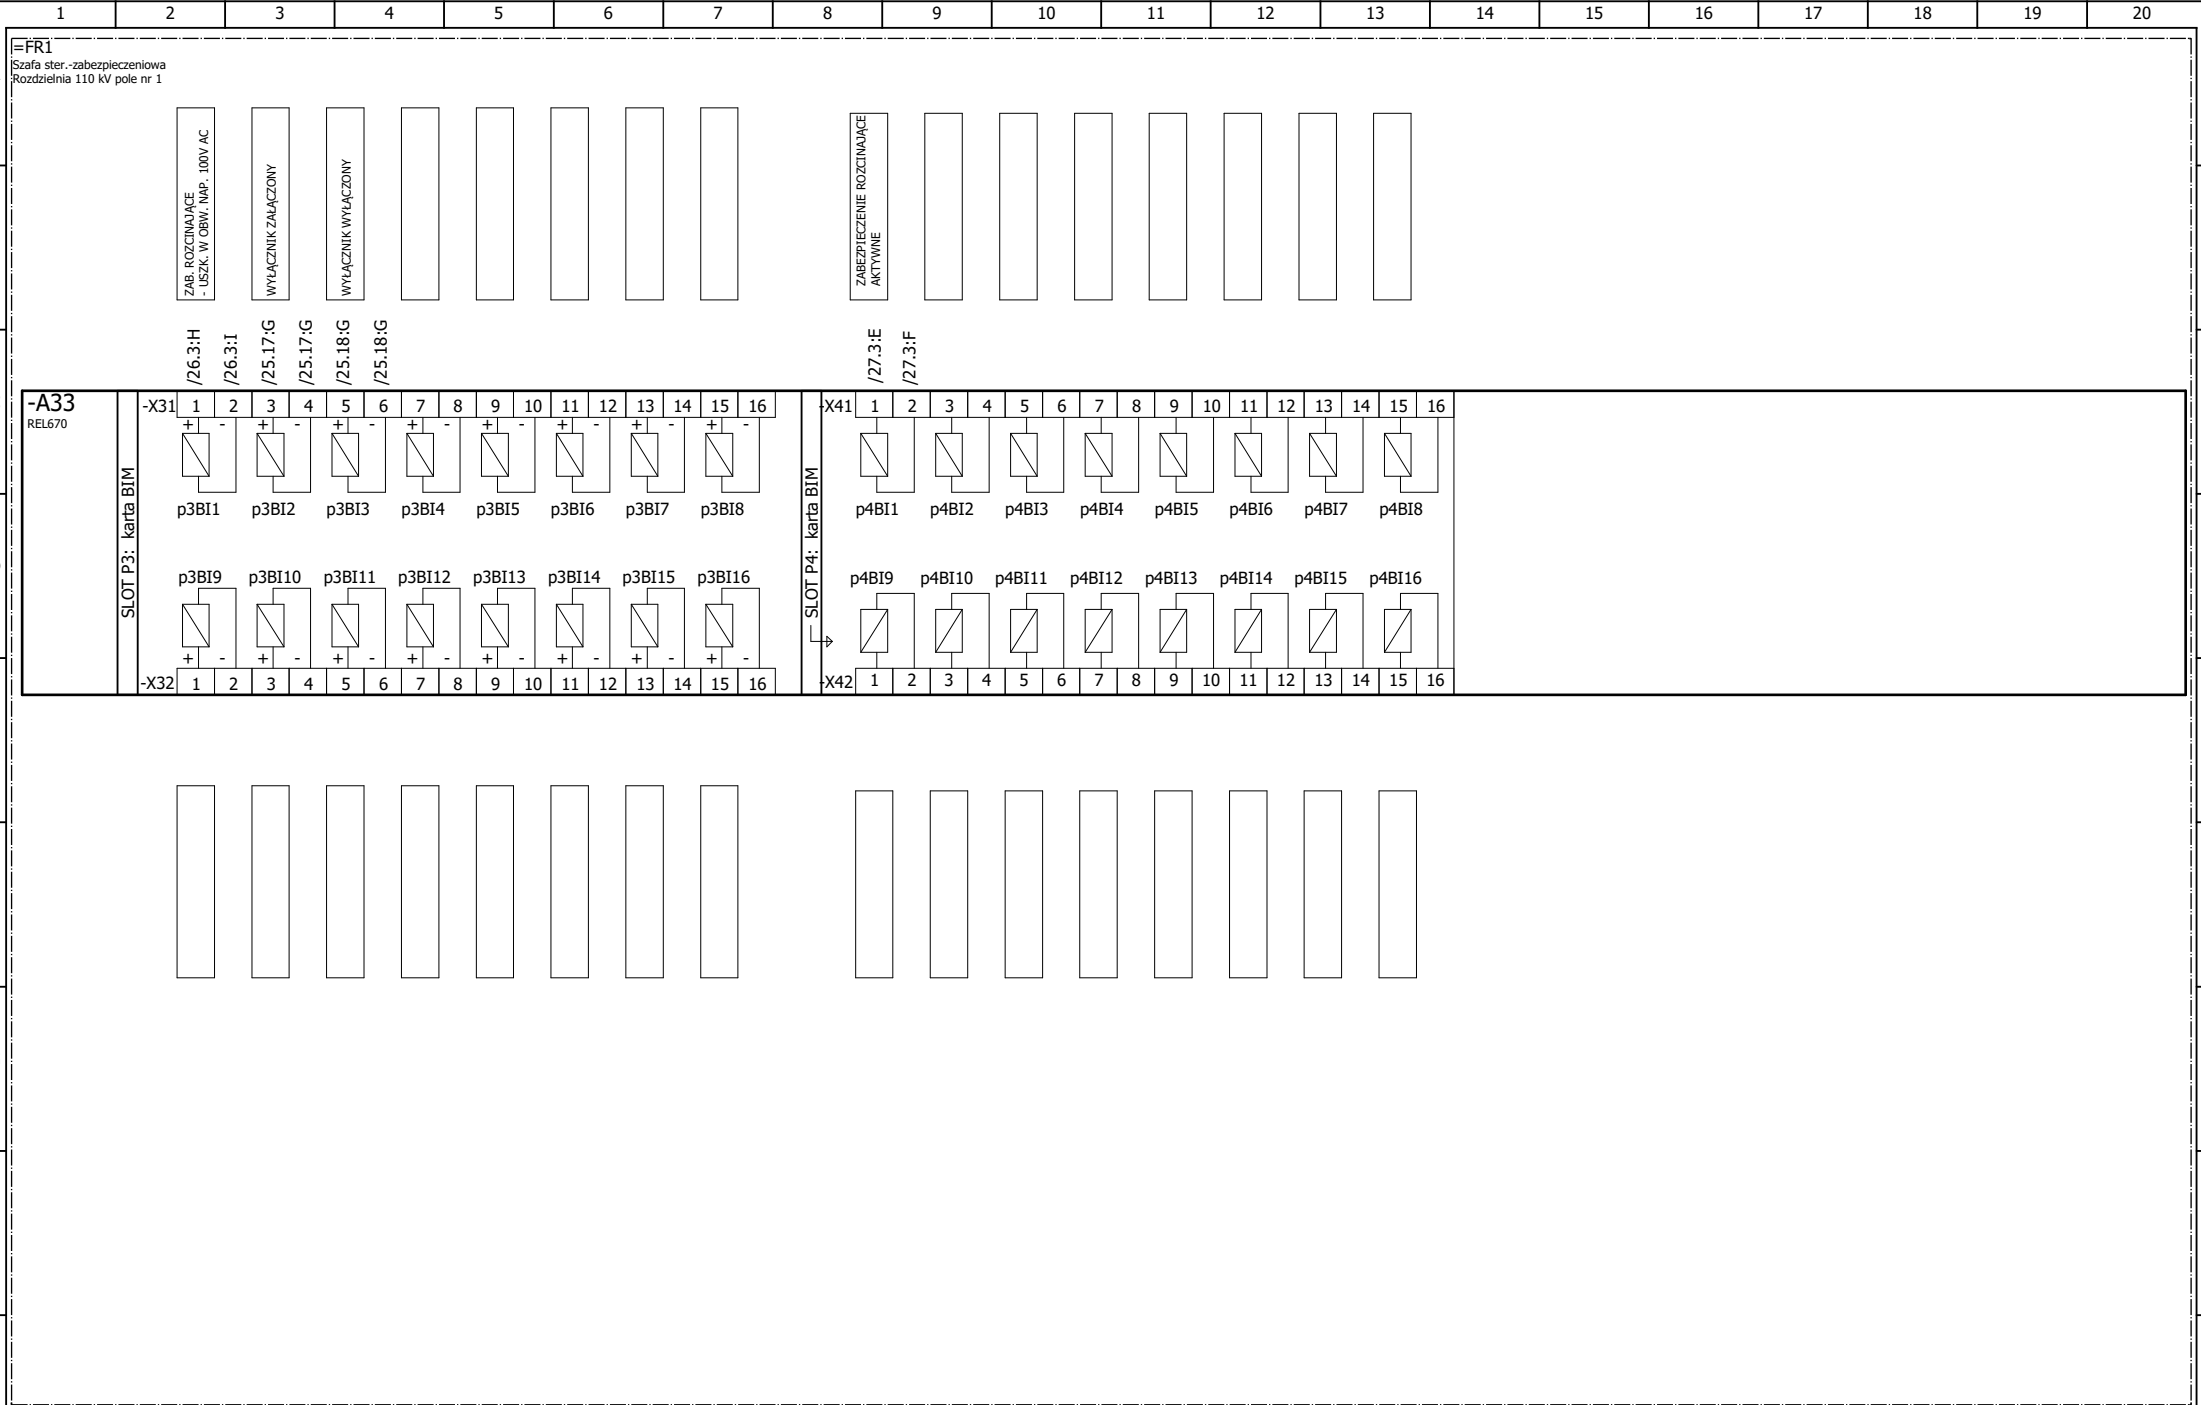 1 2 3 4 5 6 7 8 9 10 11 12 13 14 15 16 17 18 19 20
=FR1
Szafa ster.-zabezpieczeniowa
Rozdzielnia 110 kV pole nr 1
ZAB. ROZCINAJĄCE
- USZK. W OBW. NAP. 100V AC
WYŁĄCZNIK ZAŁĄCZONY
WYŁĄCZNIK WYŁĄCZONY
ZABEZPIECZENIE ROZCINAJĄCE
AKTYWNE
/26.3:H
/26.3:I
/25.17:G
/25.17:G
/25.18:G
/25.18:G
/27.3:E
/27.3:F
-A33
REL670
SLOT P3: karta BIM
-X31 1 2 3 4 5 6 7 8 9 10 11 12 13 14 15 16
+ - + - + - + - + - + - + - + -
p3BI1 p3BI2 p3BI3 p3BI4 p3BI5 p3BI6 p3BI7 p3BI8
p3BI9 p3BI10 p3BI11 p3BI12 p3BI13 p3BI14 p3BI15 p3BI16
+ - + - + - + - + - + - + - + -
-X32 1 2 3 4 5 6 7 8 9 10 11 12 13 14 15 16
SLOT P4: karta BIM
-X41 1 2 3 4 5 6 7 8 9 10 11 12 13 14 15 16
p4BI1 p4BI2 p4BI3 p4BI4 p4BI5 p4BI6 p4BI7 p4BI8
p4BI9 p4BI10 p4BI11 p4BI12 p4BI13 p4BI14 p4BI15 p4BI16
-X42 1 2 3 4 5 6 7 8 9 10 11 12 13 14 15 16